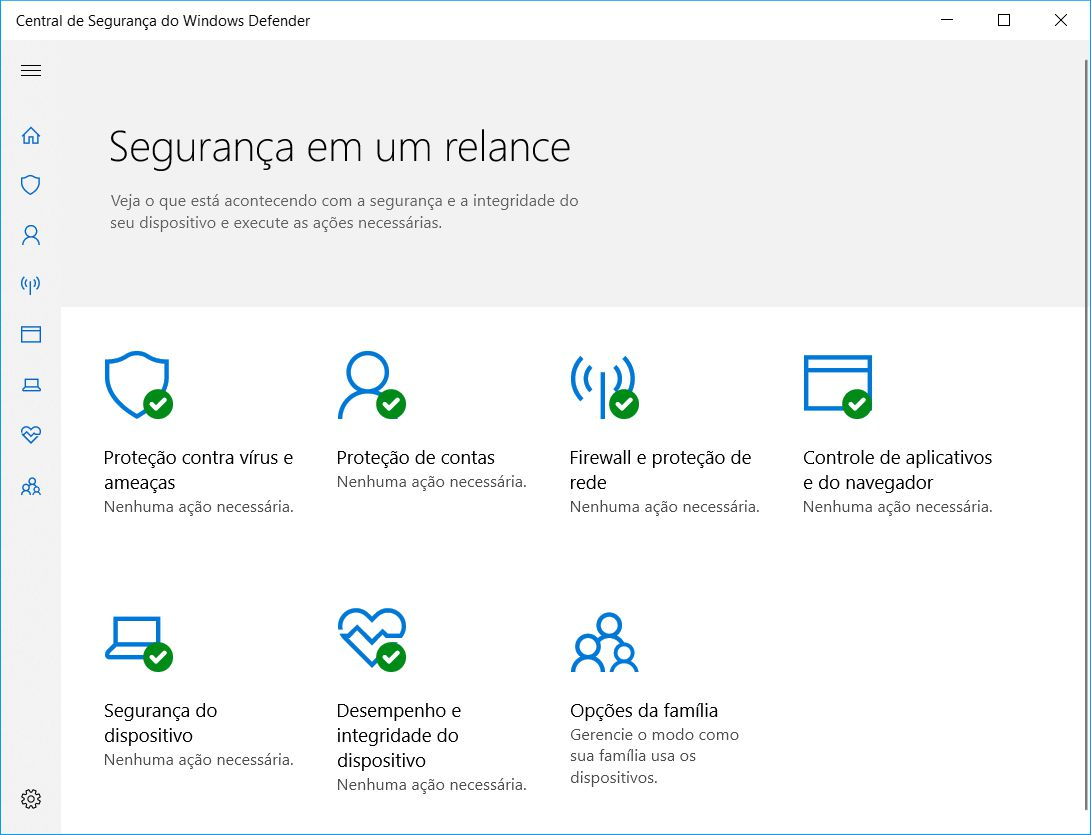 Central de Segurança do Windows Defender
Segurança em um relance
Veja o que está acontecendo com a segurança e a integridade do
seu dispositivo e execute as ações necessárias.
Proteção contra vírus e
ameaças
Nenhuma ação necessária.
Proteção de contas
Nenhuma ação necessária.
Firewall e proteção de
rede
Nenhuma ação necessária.
Controle de aplicativos
e do navegador
Nenhuma ação necessária.
Segurança do
dispositivo
Nenhuma ação necessária.
Desempenho e
integridade do
dispositivo
Nenhuma ação necessária.
Opções da família
Gerencie o modo como
sua família usa os
dispositivos.